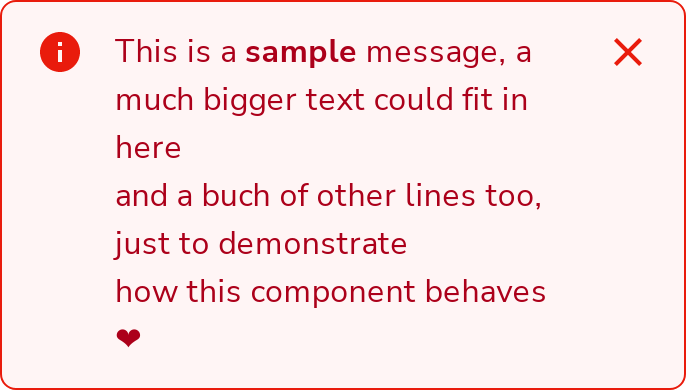 This is a sample message, a
much bigger text could fit in
here
and a buch of other lines too,
just to demonstrate
how this component behaves
❤